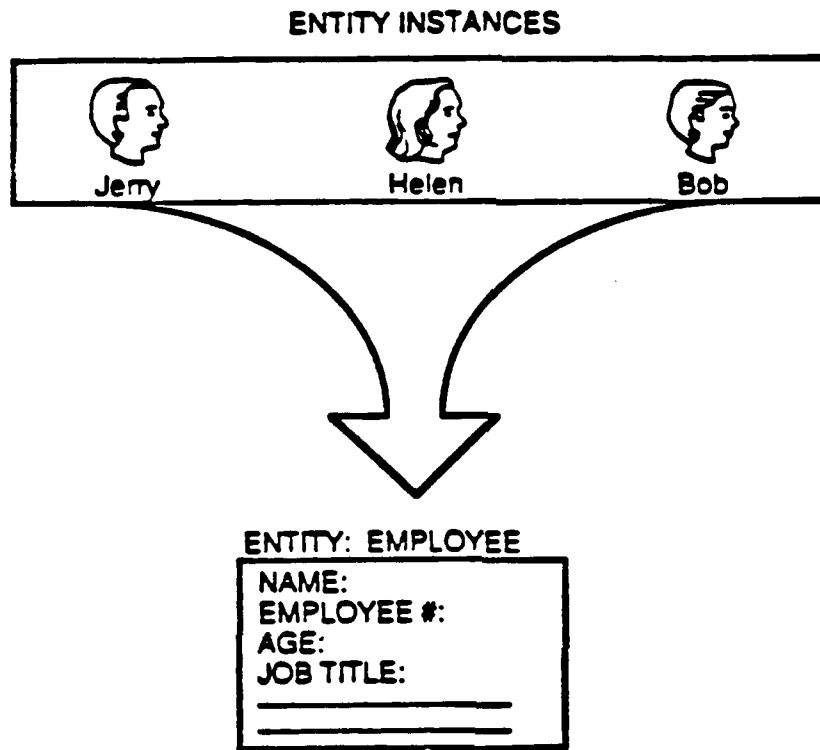 ENTITY INSTANCES
Jerry Helen Bob
ENTITY: EMPLOYEE
NAME:
EMPLOYEE #:
AGE:
JOB TITLE: